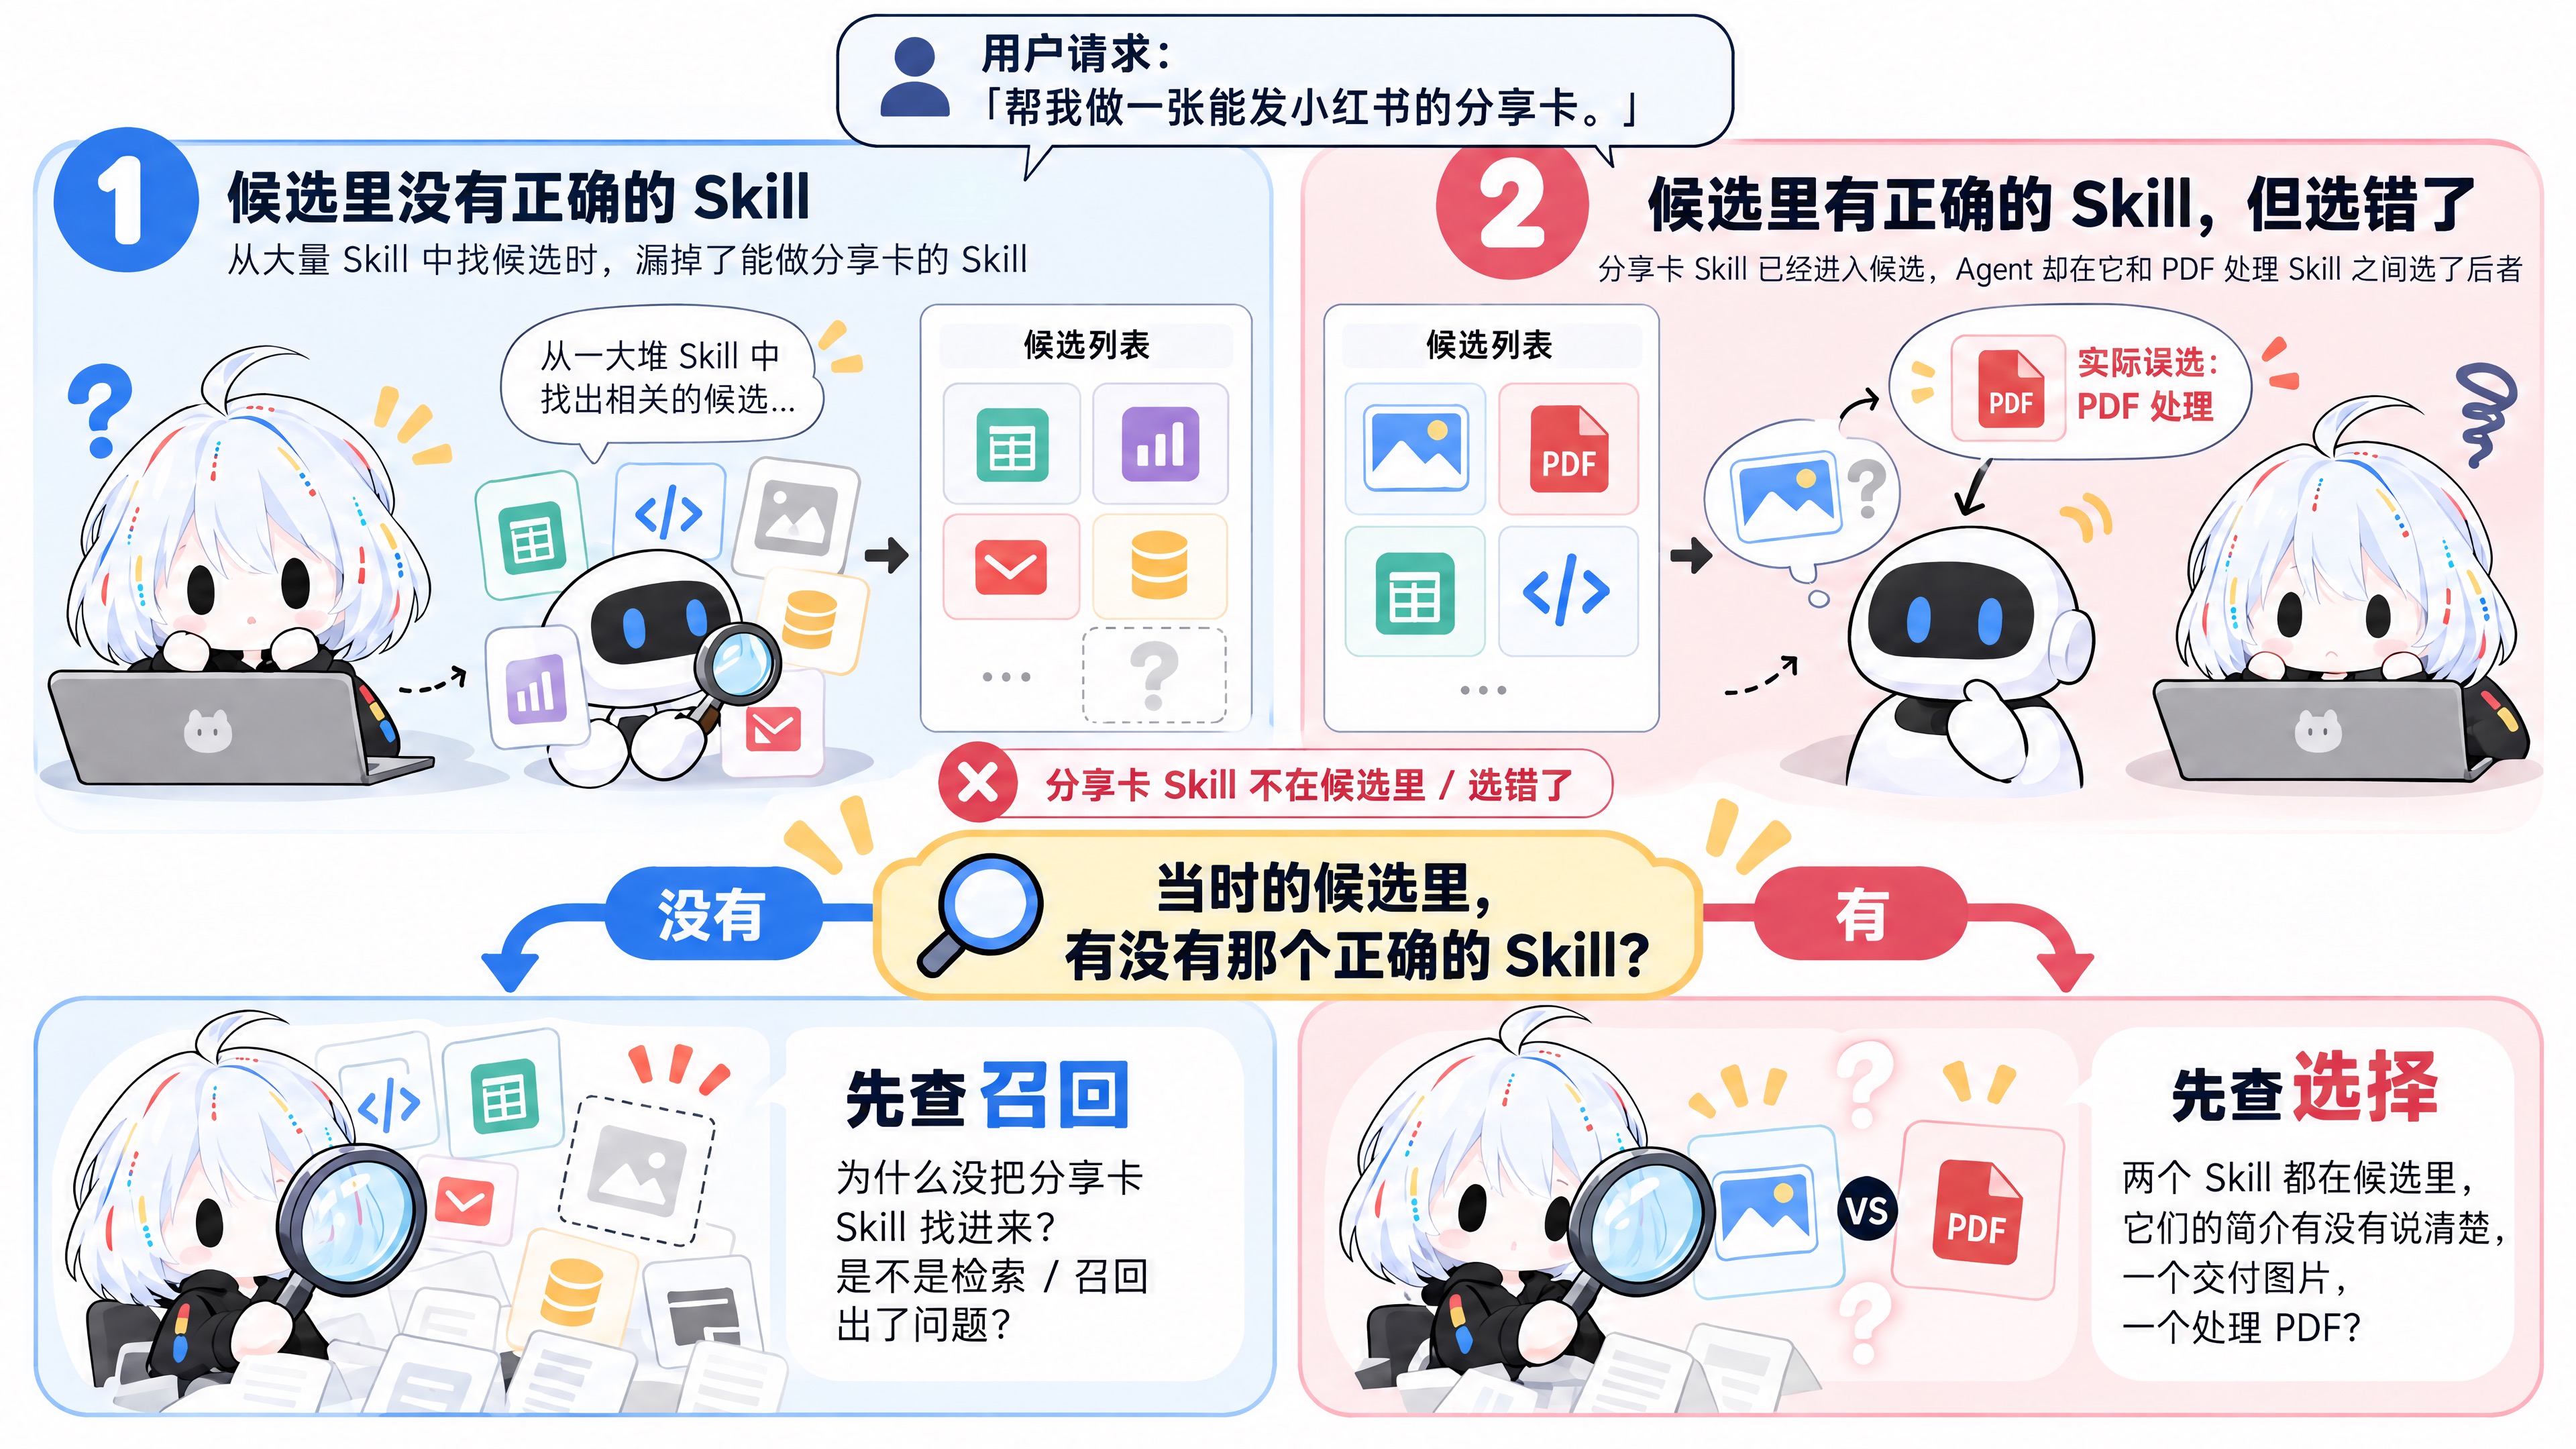 用户请求：
「帮我做一张能发小红书的分享卡。」
1
候选里没有正确的 Skill
从大量 Skill 中找候选时，漏掉了能做分享卡的 Skill
?
从一大堆 Skill 中
找出相关的候选...
</>
候选列表
?
...
2
候选里有正确的 Skill，但选错了
分享卡 Skill 已经进入候选，Agent 却在它和 PDF 处理 Skill 之间选了后者
候选列表
PDF
</>
...
?
PDF
实际误选：
PDF 处理
分享卡 Skill 不在候选里 / 选错了
当时的候选里，
有没有那个正确的 Skill？
没有
有
</>
先查召回
为什么没把分享卡
Skill 找进来？
是不是检索 / 召回
出了问题？
?
VS
PDF
?
先查选择
两个 Skill 都在候选里，
它们的简介有没有说清楚，
一个交付图片，
一个处理 PDF？